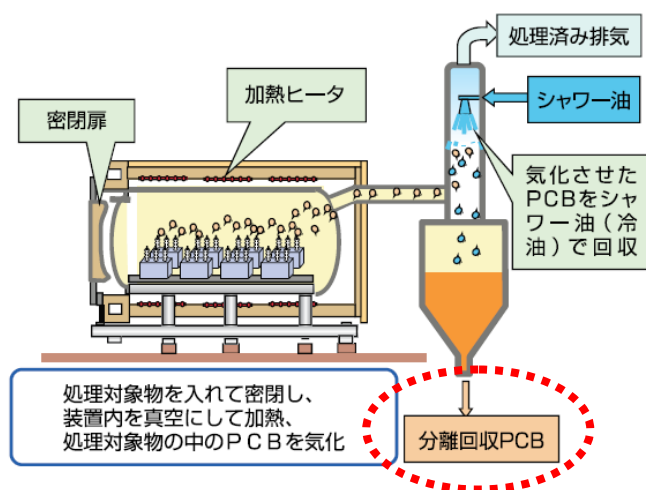 処理済み排気
加熱ヒータ
シャワー油
密閉扉
気化させた
PCBをシャ
ワー油（冷
油）で回収
処理対象物を入れて密閉し、
装置内を真空にして加熱、
処理対象物の中のＰＣＢを気化
分離回収PCB